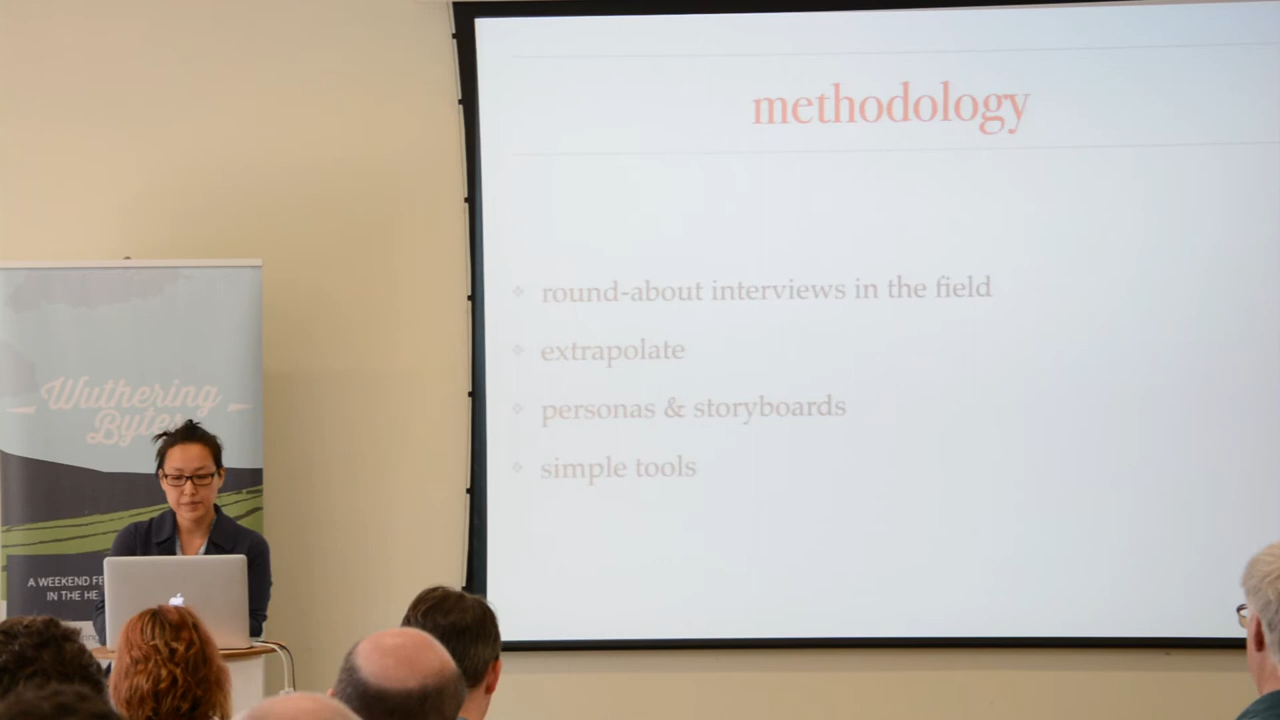 methodology
round-about interviews in the field
extrapolate
personas & storyboards
simple tools
Wuthering
Bytes
A WEEKEND FE
IN THE HE